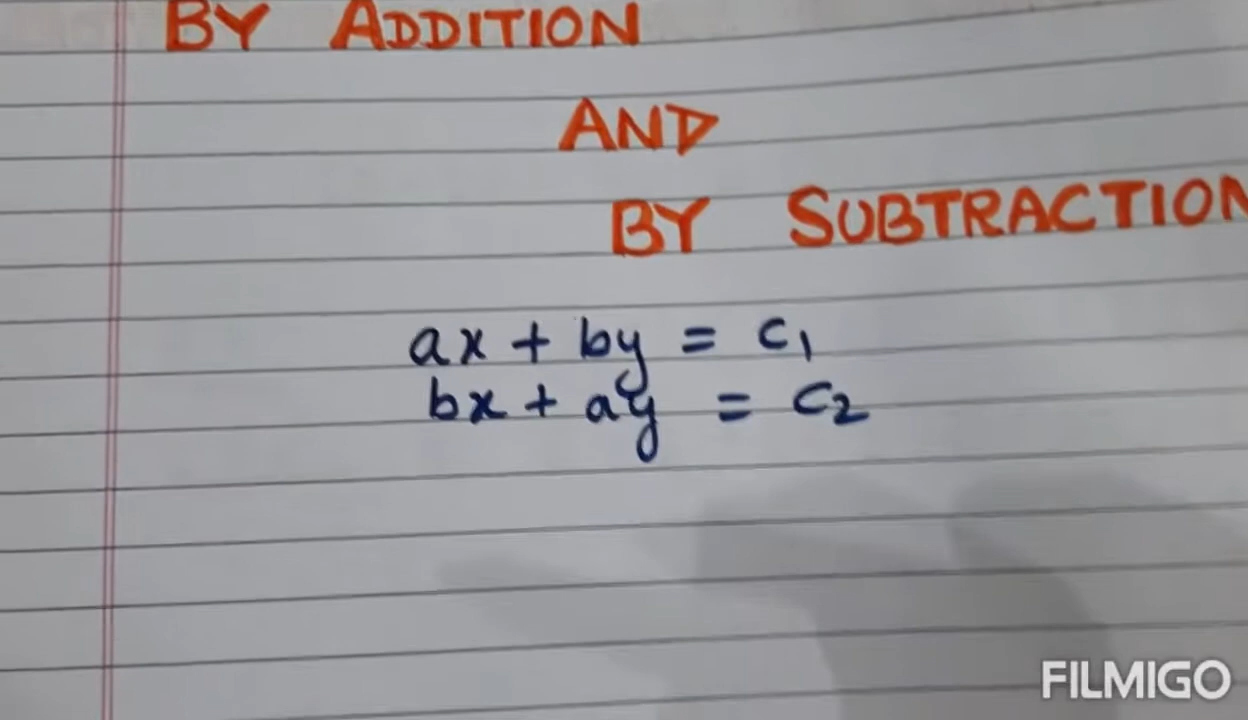 BY ADDITION
AND
BY SUBTRACTION
ax + by = c₁
bx + ay = c₂
FILMIGO